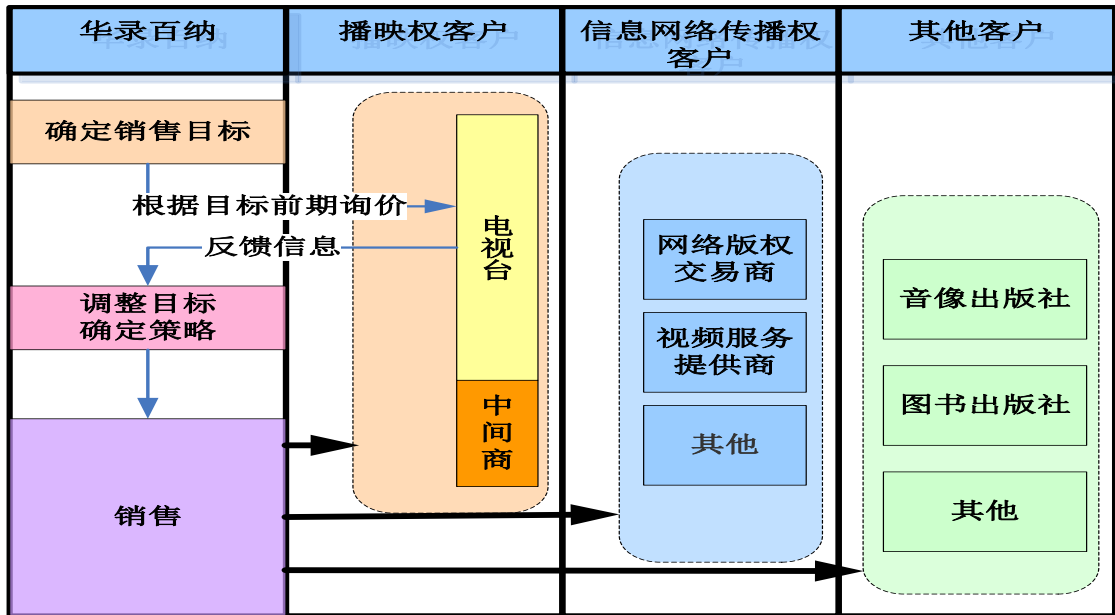 华录百纳
播映权客户
信息网络传播权
客户
其他客户
确定销售目标
根据目标前期询价
反馈信息
调整目标
确定策略
销售
电视台
中间商
网络版权
交易商
视频服务
提供商
其他
音像出版社
图书出版社
其他